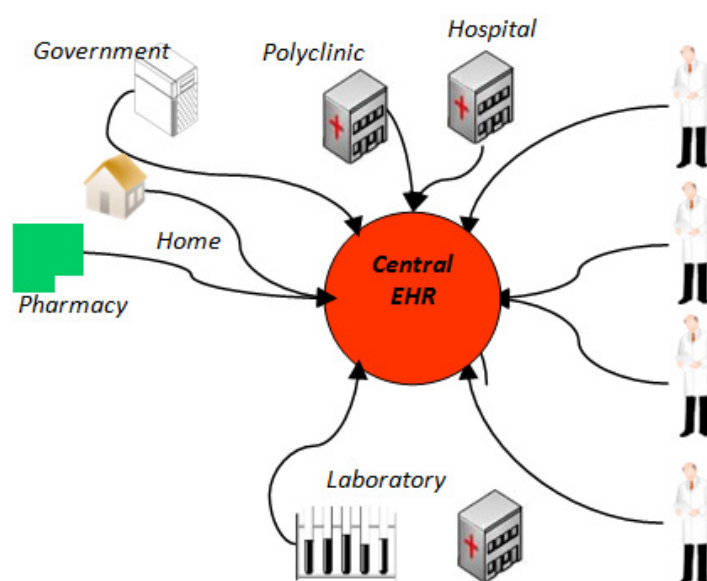 Government
Polyclinic
Hospital
Home
Pharmacy
Central
EHR
Laboratory